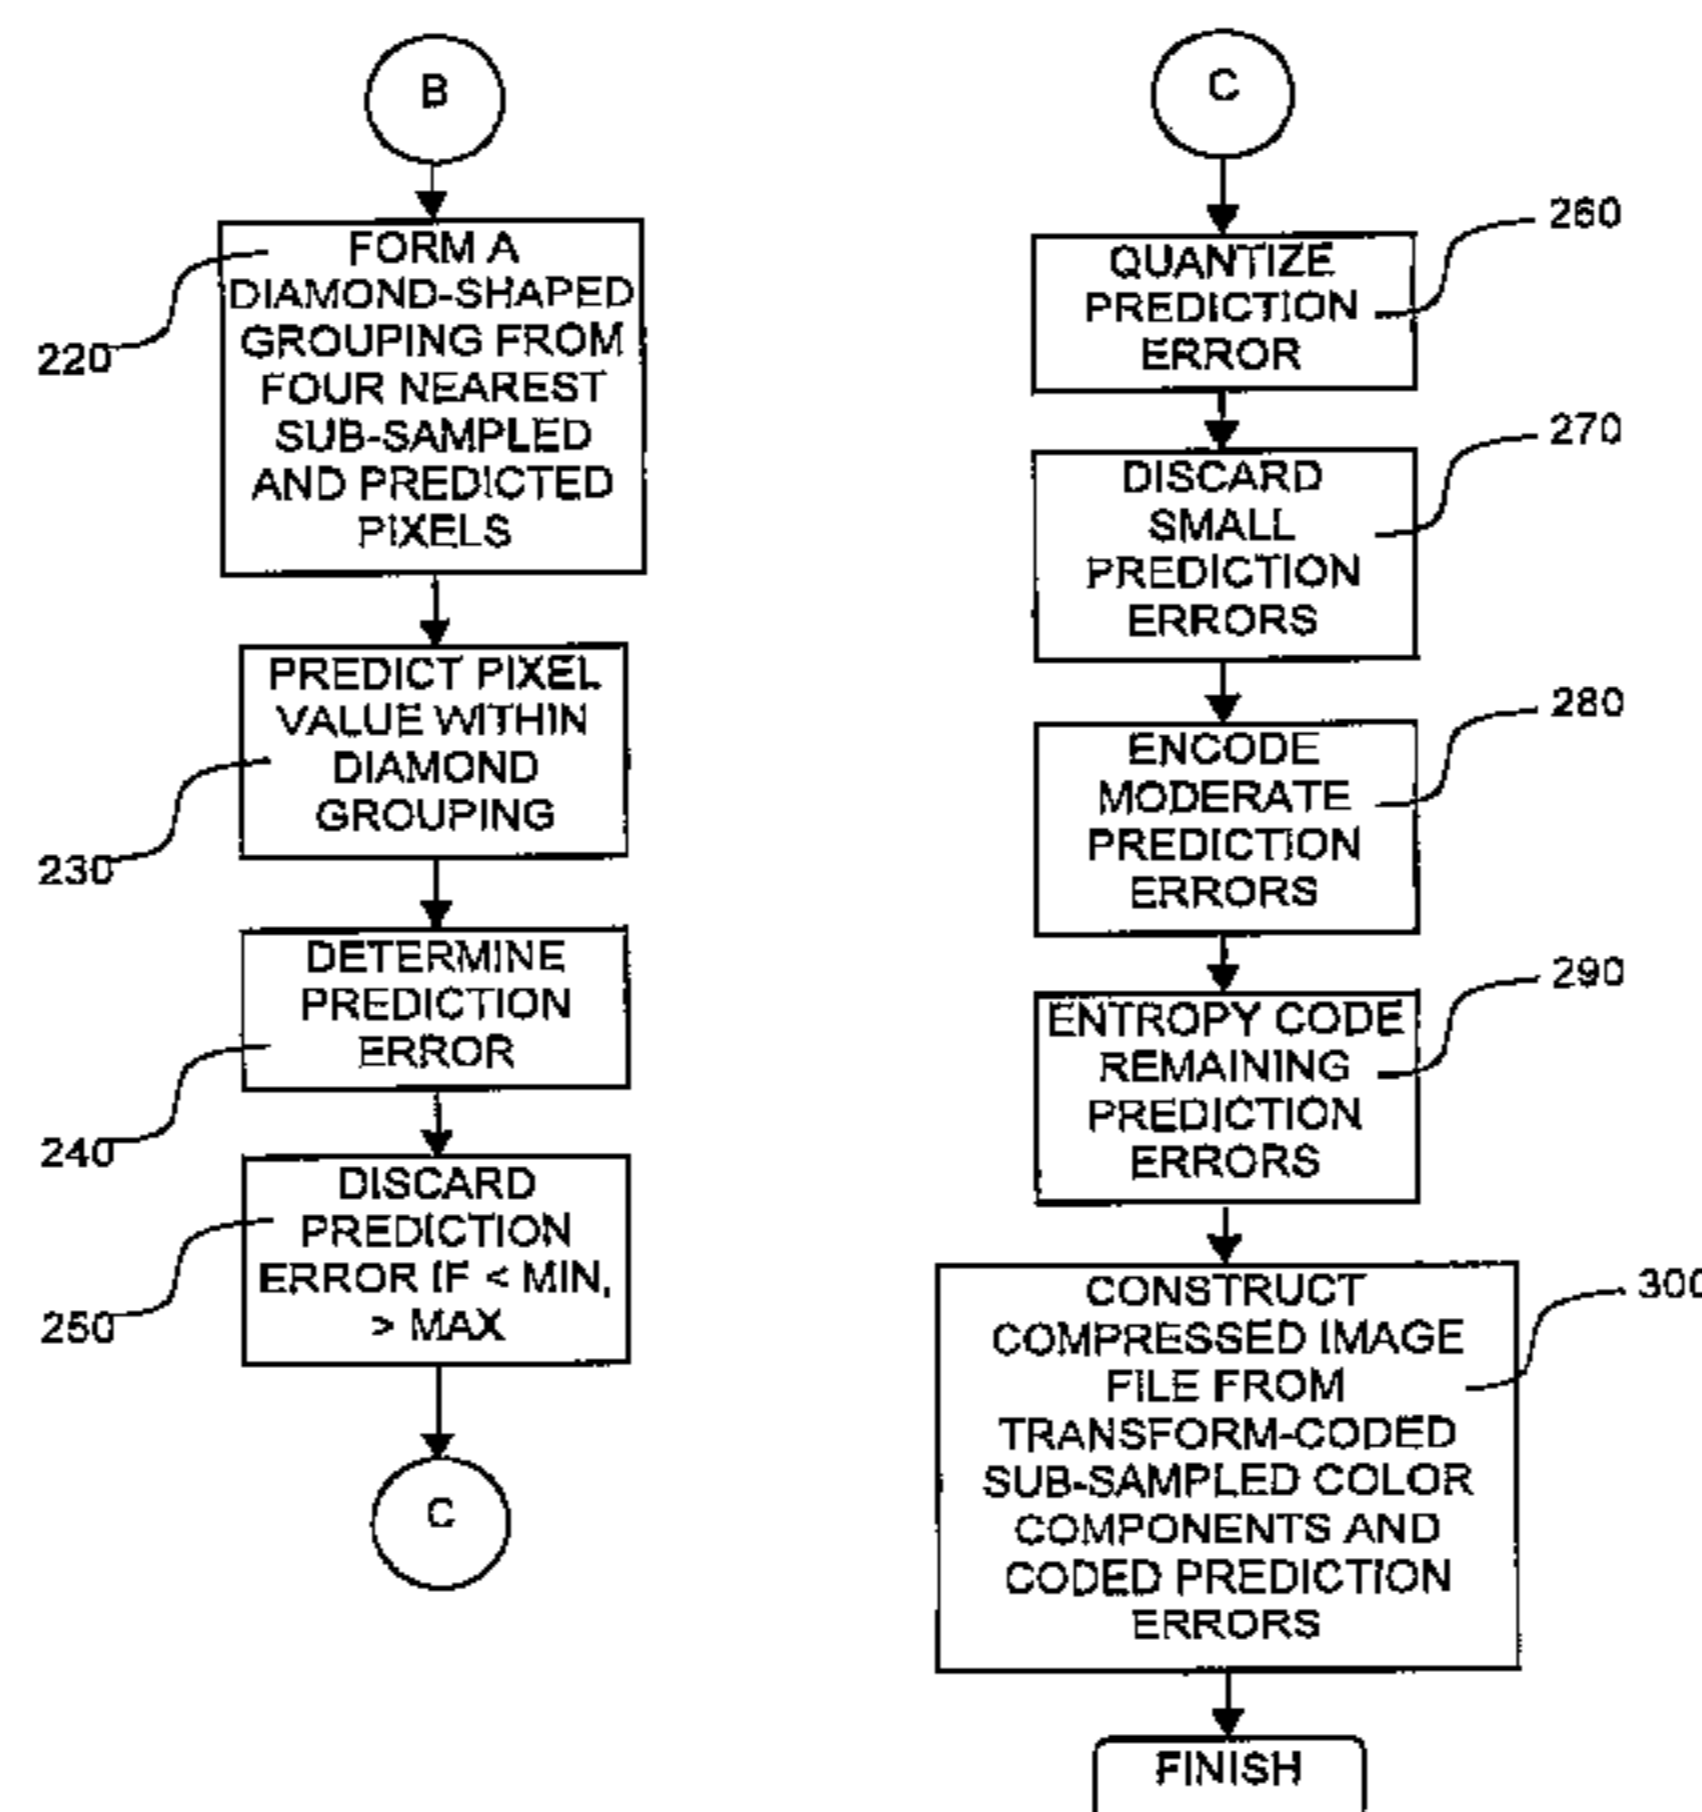 B
FORM A
DIAMOND-SHAPED
GROUPING FROM
FOUR NEAREST
SUB-SAMPLED
AND PREDICTED
PIXELS
220
PREDICT PIXEL
VALUE WITHIN
DIAMOND
GROUPING
230
DETERMINE
PREDICTION
ERROR
240
DISCARD
PREDICTION
ERROR IF < MIN,
> MAX
250
C
C
260
QUANTIZE
PREDICTION
ERROR
270
DISCARD
SMALL
PREDICTION
ERRORS
280
ENCODE
MODERATE
PREDICTION
ERRORS
290
ENTROPY CODE
REMAINING
PREDICTION
ERRORS
300
CONSTRUCT
COMPRESSED IMAGE
FILE FROM
TRANSFORM-CODED
SUB-SAMPLED COLOR
COMPONENTS AND
CODED PREDICTION
ERRORS
FINISH